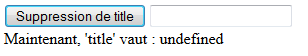 Suppression de title
Maintenant, 'title' vaut : undefined